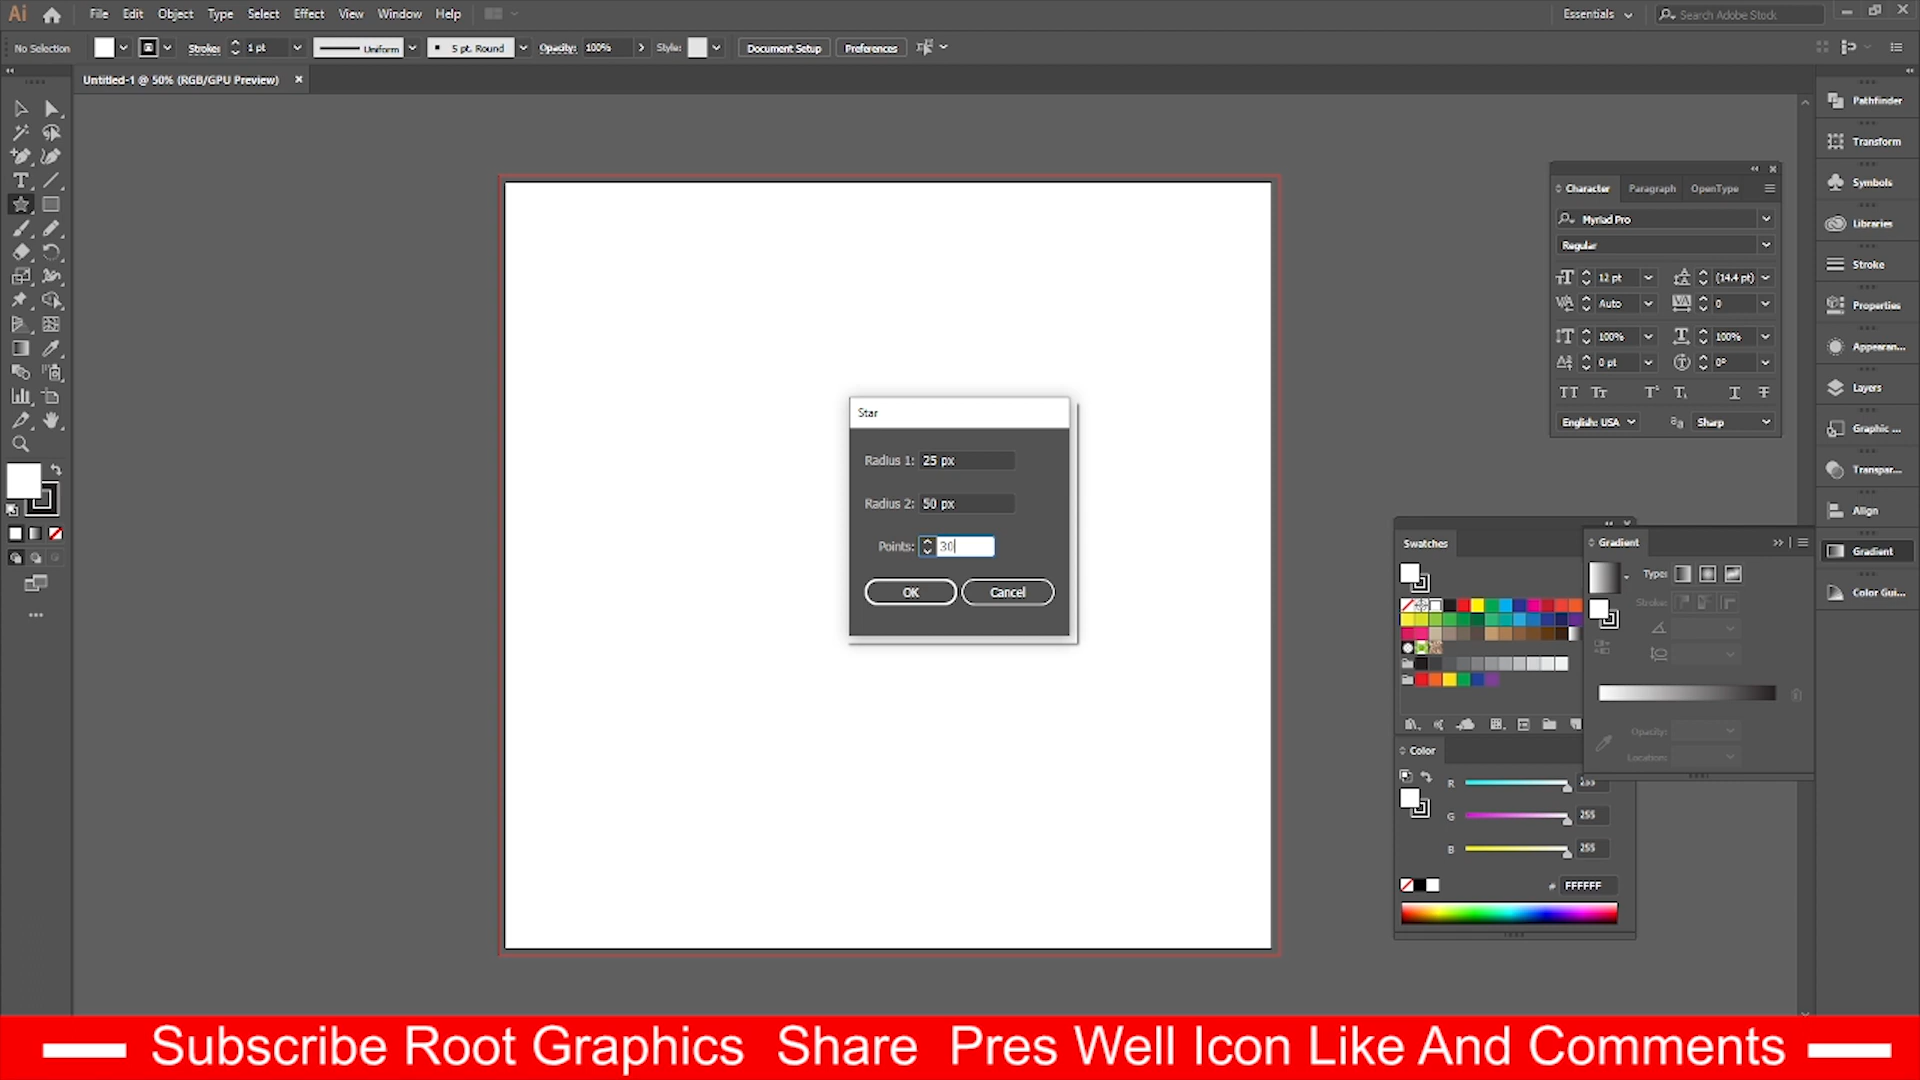 Ai File Edit Object Type Select Effect View Window Help Essentials Search Adobe Stock
No Selection Stroke: 1 pt Uniform 5 pt. Round Opacity: 100% Style: Document Setup Preferences
Untitled-1 @ 50% (RGB/GPU Preview)
Pathfinder
Transform
Symbols
Libraries
Stroke
Properties
Appearan...
Layers
Graphic ...
Transpar...
Align
Gradient
Color Gui...
Character Paragraph OpenType
Myriad Pro
Regular
12 pt (14.4 pt)
Auto 0
100% 100%
0 pt 0°
English: USA Sharp
Star
Radius 1: 25 px
Radius 2: 50 px
Points: 30
OK Cancel
Swatches
Gradient
Type:
Stroke:
Opacity:
Location:
Color
R 255
G 255
B 255
# FFFFFF
Subscribe Root Graphics Share Pres Well Icon Like And Comments